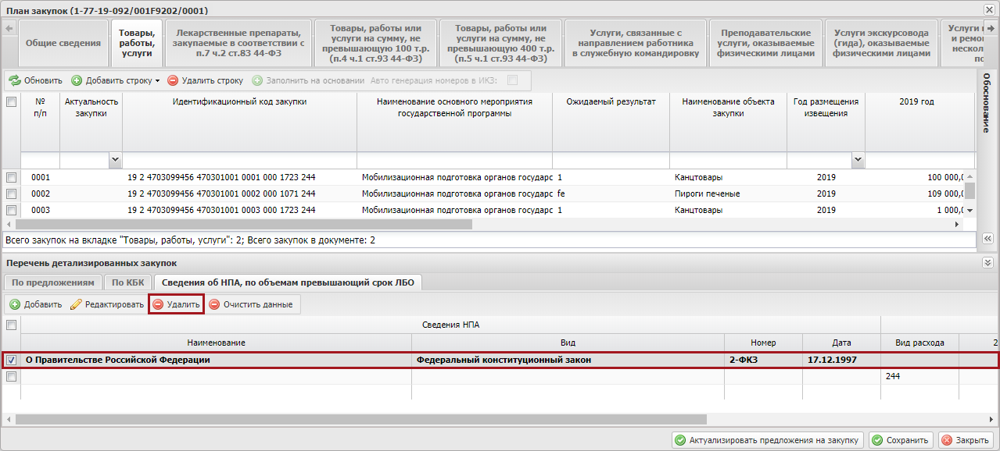 План закупок (1-77-19-092/001F9202/0001)
Общие сведения
Товары,
работы,
услуги
Лекарственные препараты,
закупаемые в соответствии с
п.7 ч.2 ст.83 44-ФЗ
Товары, работы или
услуги на сумму, не
превышающую 100 т.р.
(п.4 ч.1 ст.93 44-ФЗ)
Товары, работы или
услуги на сумму, не
превышающую 400 т.р.
(п.5 ч.1 ст.93 44-ФЗ)
Услуги, связанные с
направлением работника
в служебную командировку
Преподавательские
услуги, оказываемые
физическими лицами
Услуги экскурсовода
(гида), оказываемые
физическими лицами
Услуги
и ремо
нескол
по
Обновить Добавить строку Удалить строку Заполнить на основании Авто генерация номеров в ИКЗ:
Обоснование
№
п/п
Актуальность
закупки
Идентификационный код закупки
Наименование основного мероприятия
государственной программы
Ожидаемый результат
Наименование объекта
закупки
Год размещения
извещения
2019 год
0001 19 2 4703099456 470301001 0001 000 1723 244 Мобилизационная подготовка органов государс 1 Канцтовары 2019 100 000,
0002 19 2 4703099456 470301001 0002 000 1071 244 Мобилизационная подготовка органов государс fe Пироги печеные 2019 109 000,
0003 19 2 4703099456 470301001 0003 000 1723 244 Мобилизационная подготовка органов государс 1 Канцтовары 2019 1 000,
Всего закупок на вкладке "Товары, работы, услуги": 2; Всего закупок в документе: 2
Перечень детализированных закупок
По предложениям По КБК Сведения об НПА, по объемам превышающий срок ЛБО
Добавить Редактировать Удалить Очистить данные
Сведения НПА
Наименование Вид Номер Дата Вид расхода 2
О Правительстве Российской Федерации Федеральный конституционный закон 2-ФКЗ 17.12.1997
244
Актуализировать предложения на закупку Сохранить Закрыть